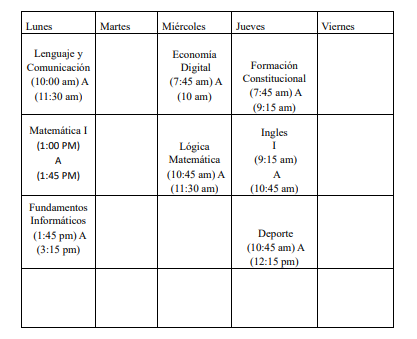 Lunes Martes Miércoles Jueves Viernes
Lenguaje y
Comunicación
(10:00 am) A
(11:30 am)
Economía
Digital
(7:45 am) A
(10 am)
Formación
Constitucional
(7:45 am) A
(9:15 am)
Matemática I
(1:00 PM)
A
(1:45 PM)
Lógica
Matemática
(10:45 am) A
(11:30 am)
Ingles
I
(9:15 am)
A
(10:45 am)
Fundamentos
Informáticos
(1:45 pm) A
(3:15 pm)
Deporte
(10:45 am) A
(12:15 pm)